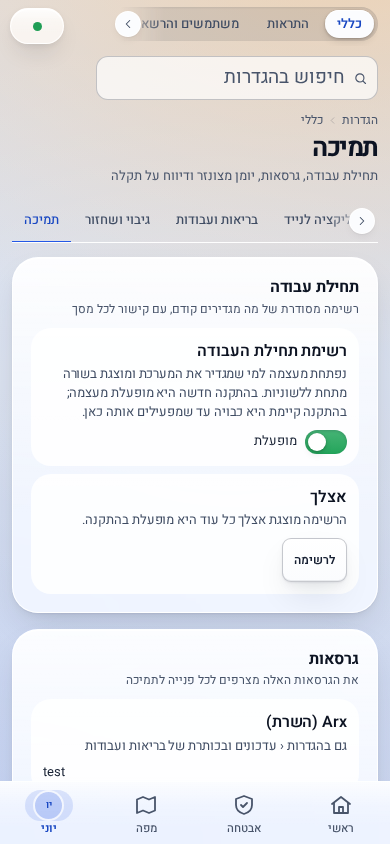 כללי
התראות
משתמשים והרשא
חיפוש בהגדרות
הגדרות › כללי
תמיכה
תחילת עבודה, גרסאות, יומן מצונזר ודיווח על תקלה
ליקציה לנייד
בריאות ועבודות
גיבוי ושחזור
תמיכה
תחילת עבודה
רשימה מסודרת של מה מגדירים קודם, עם קישור לכל מסך
רשימת תחילת העבודה
נפתחת מעצמה למי שמגדיר את המערכת ומוצגת בשורה
מתחת ללשוניות. בהתקנה חדשה היא מופעלת מעצמה;
בהתקנה קיימת היא כבויה עד שמפעילים אותה כאן.
מופעלת
אצלך
הרשימה מוצגת אצלך כל עוד היא מופעלת בהתקנה.
לרשימה
גרסאות
את הגרסאות האלה מצרפים לכל פנייה לתמיכה
Arx (השרת)
גם בהגדרות › עדכונים ובכותרת של בריאות ועבודות
test
ראשי
אבטחה
מפה
יו
יוני